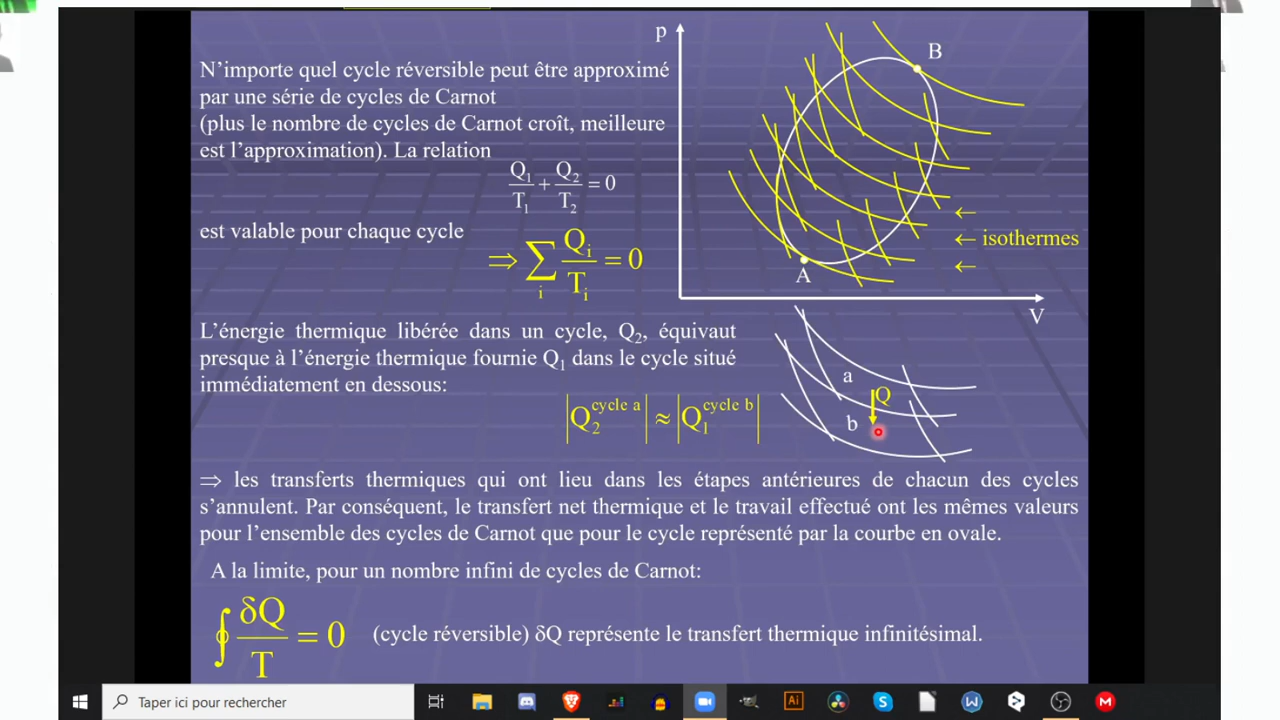 N’importe quel cycle réversible peut être approximé
par une série de cycles de Carnot
(plus le nombre de cycles de Carnot croît, meilleure
est l’approximation). La relation
Q₁/T₁ + Q₂/T₂ = 0
est valable pour chaque cycle
⇒ ∑ᵢ Qᵢ/Tᵢ = 0
p
B
← 
← isothermes
←
A
V
L’énergie thermique libérée dans un cycle, Q₂, équivaut
presque à l’énergie thermique fournie Q₁ dans le cycle situé
immédiatement en dessous:
|Q₂^cycle a| ≈ |Q₁^cycle b|
a
Q
b
⇒ les transferts thermiques qui ont lieu dans les étapes antérieures de chacun des cycles
s’annulent. Par conséquent, le transfert net thermique et le travail effectué ont les mêmes valeurs
pour l’ensemble des cycles de Carnot que pour le cycle représenté par la courbe en ovale.
A la limite, pour un nombre infini de cycles de Carnot:
∮ δQ/T = 0 (cycle réversible) δQ représente le transfert thermique infinitésimal.
Taper ici pour rechercher